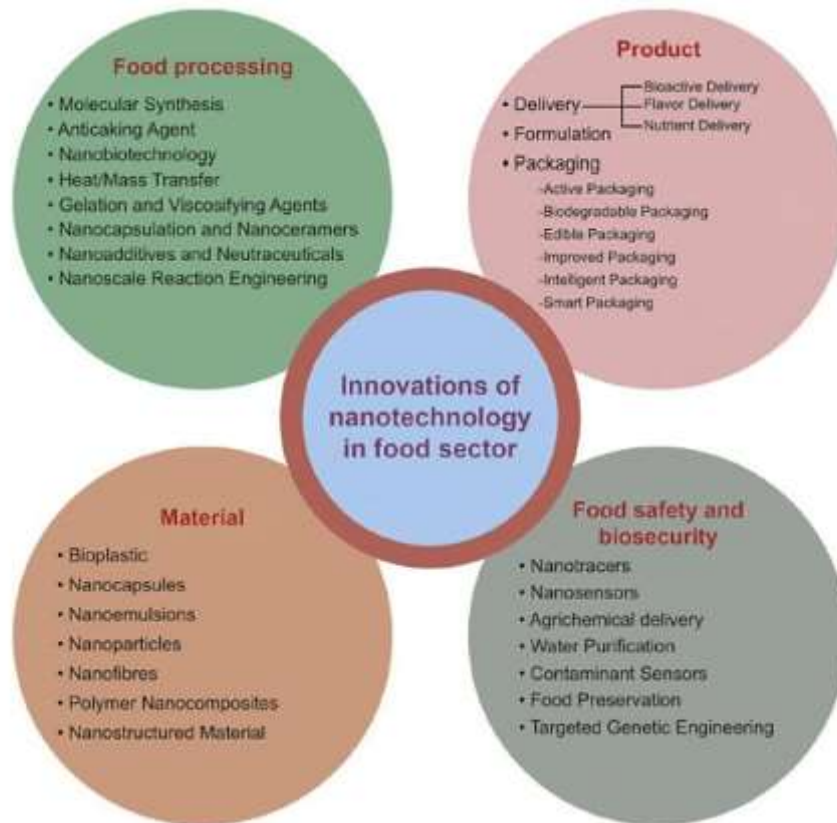 Food processing
• Molecular Synthesis
• Anticaking Agent
• Nanobiotechnology
• Heat/Mass Transfer
• Gelation and Viscosifying Agents
• Nanocapsulation and Nanoceramers
• Nanoadditives and Neutraceuticals
• Nanoscale Reaction Engineering
Product
• Delivery
Bioactive Delivery
Flavor Delivery
Nutrient Delivery
• Formulation
• Packaging
-Active Packaging
-Biodegradable Packaging
-Edible Packaging
-Improved Packaging
-Intelligent Packaging
-Smart Packaging
Innovations of
nanotechnology
in food sector
Material
• Bioplastic
• Nanocapsules
• Nanoemulsions
• Nanoparticles
• Nanofibres
• Polymer Nanocomposites
• Nanostructured Material
Food safety and
biosecurity
• Nanotracers
• Nanosensors
• Agrichemical delivery
• Water Purification
• Contaminant Sensors
• Food Preservation
• Targeted Genetic Engineering